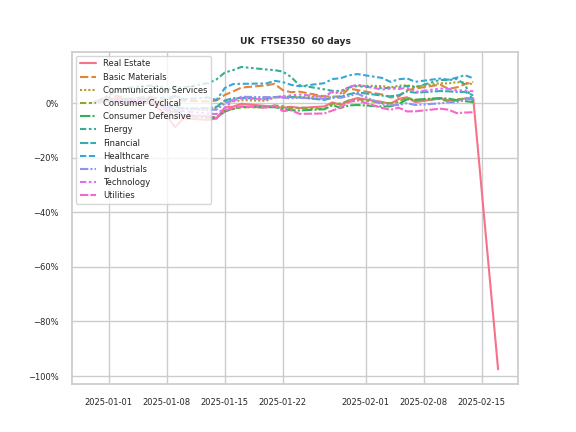 UK FTSE350 60 days
Real Estate
Basic Materials
Communication Services
Consumer Cyclical
Consumer Defensive
Energy
Financial
Healthcare
Industrials
Technology
Utilities
0%
−20%
−40%
−60%
−80%
−100%
2025-01-01 2025-01-08 2025-01-15 2025-01-22 2025-02-01 2025-02-08 2025-02-15